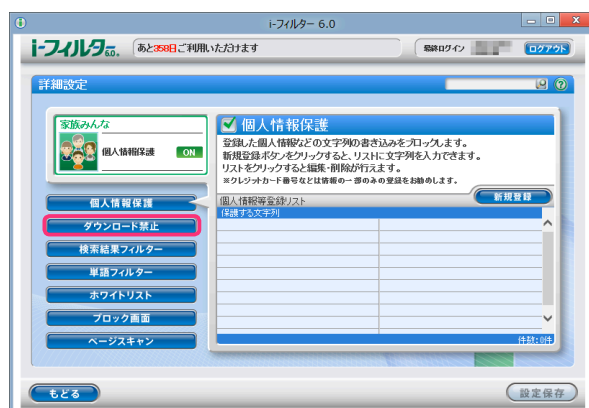 i-フィルター 6.0
i-フィルター6.0.
あと358日ご利用いただけます
最終ログイン
ログアウト
詳細設定
家族みんな
個人情報保護
ON
個人情報保護
ダウンロード禁止
検索結果フィルター
単語フィルター
ホワイトリスト
ブロック画面
ページスキャン
個人情報保護
登録した個人情報などの文字列の書き込みをブロックします。
新規登録ボタンをクリックすると、リストに文字列を入力できます。
リストをクリックすると編集・削除が行えます。
※クレジットカード番号などは情報の一部のみの登録をお勧めします。
新規登録
個人情報等登録リスト
保護する文字列
件数:0件
もどる
設定保存